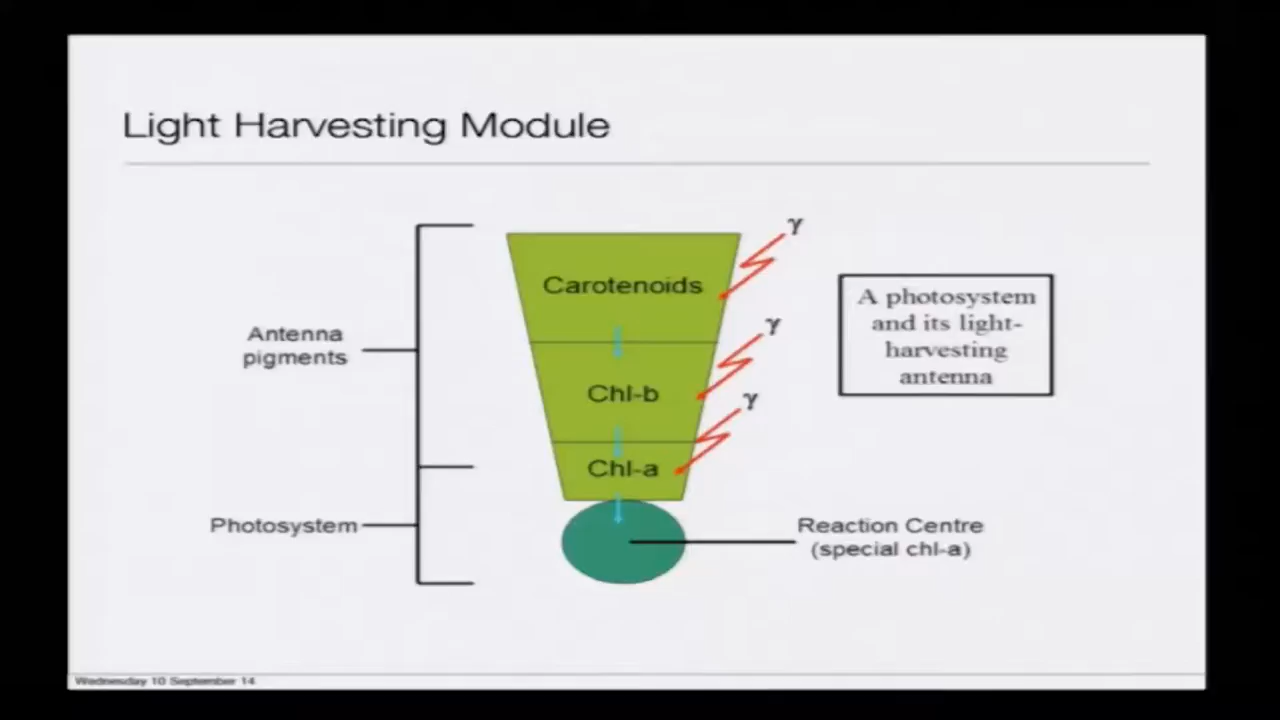 Light Harvesting Module
γ
Carotenoids
A photosystem
and its light-
harvesting
antenna
γ
Antenna
pigments
Chl-b
γ
Chl-a
Photosystem
Reaction Centre
(special chl-a)
Wednesday 10 September 14